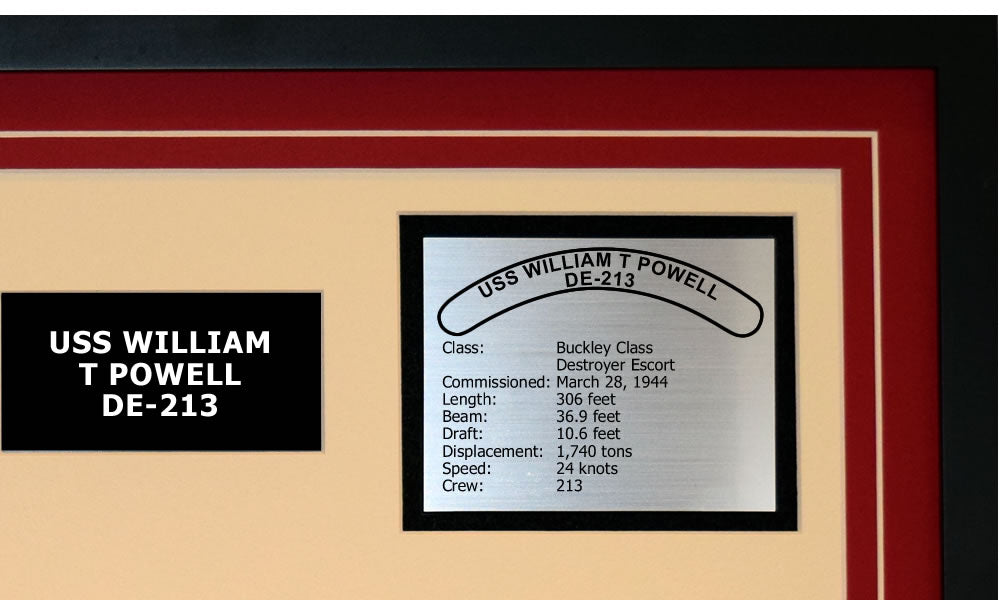 USS WILLIAM
T POWELL
DE-213
USS WILLIAM T POWELL
DE-213
Class: Buckley Class
Destroyer Escort
Commissioned: March 28, 1944
Length: 306 feet
Beam: 36.9 feet
Draft: 10.6 feet
Displacement: 1,740 tons
Speed: 24 knots
Crew: 213